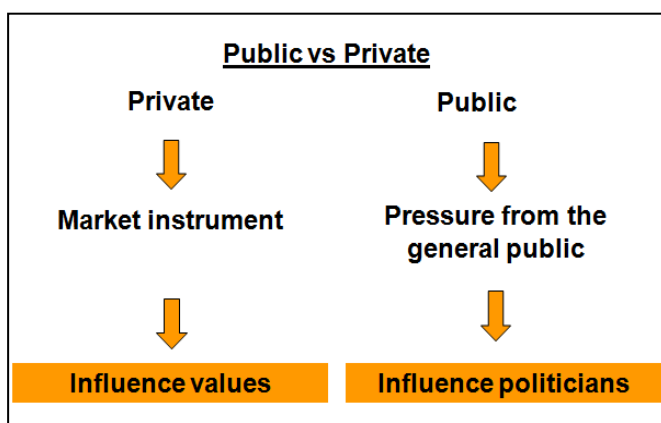 Public vs Private
Private
Public
Market instrument
Pressure from the
general public
Influence values
Influence politicians